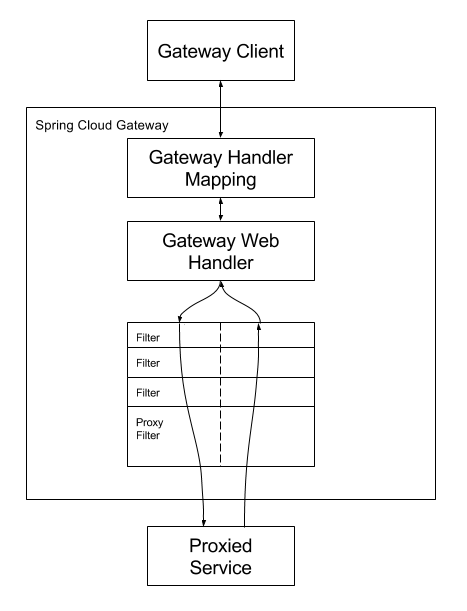 Gateway Client
Spring Cloud Gateway
Gateway Handler
Mapping
Gateway Web
Handler
Filter
Filter
Filter
Proxy
Filter
Proxied
Service